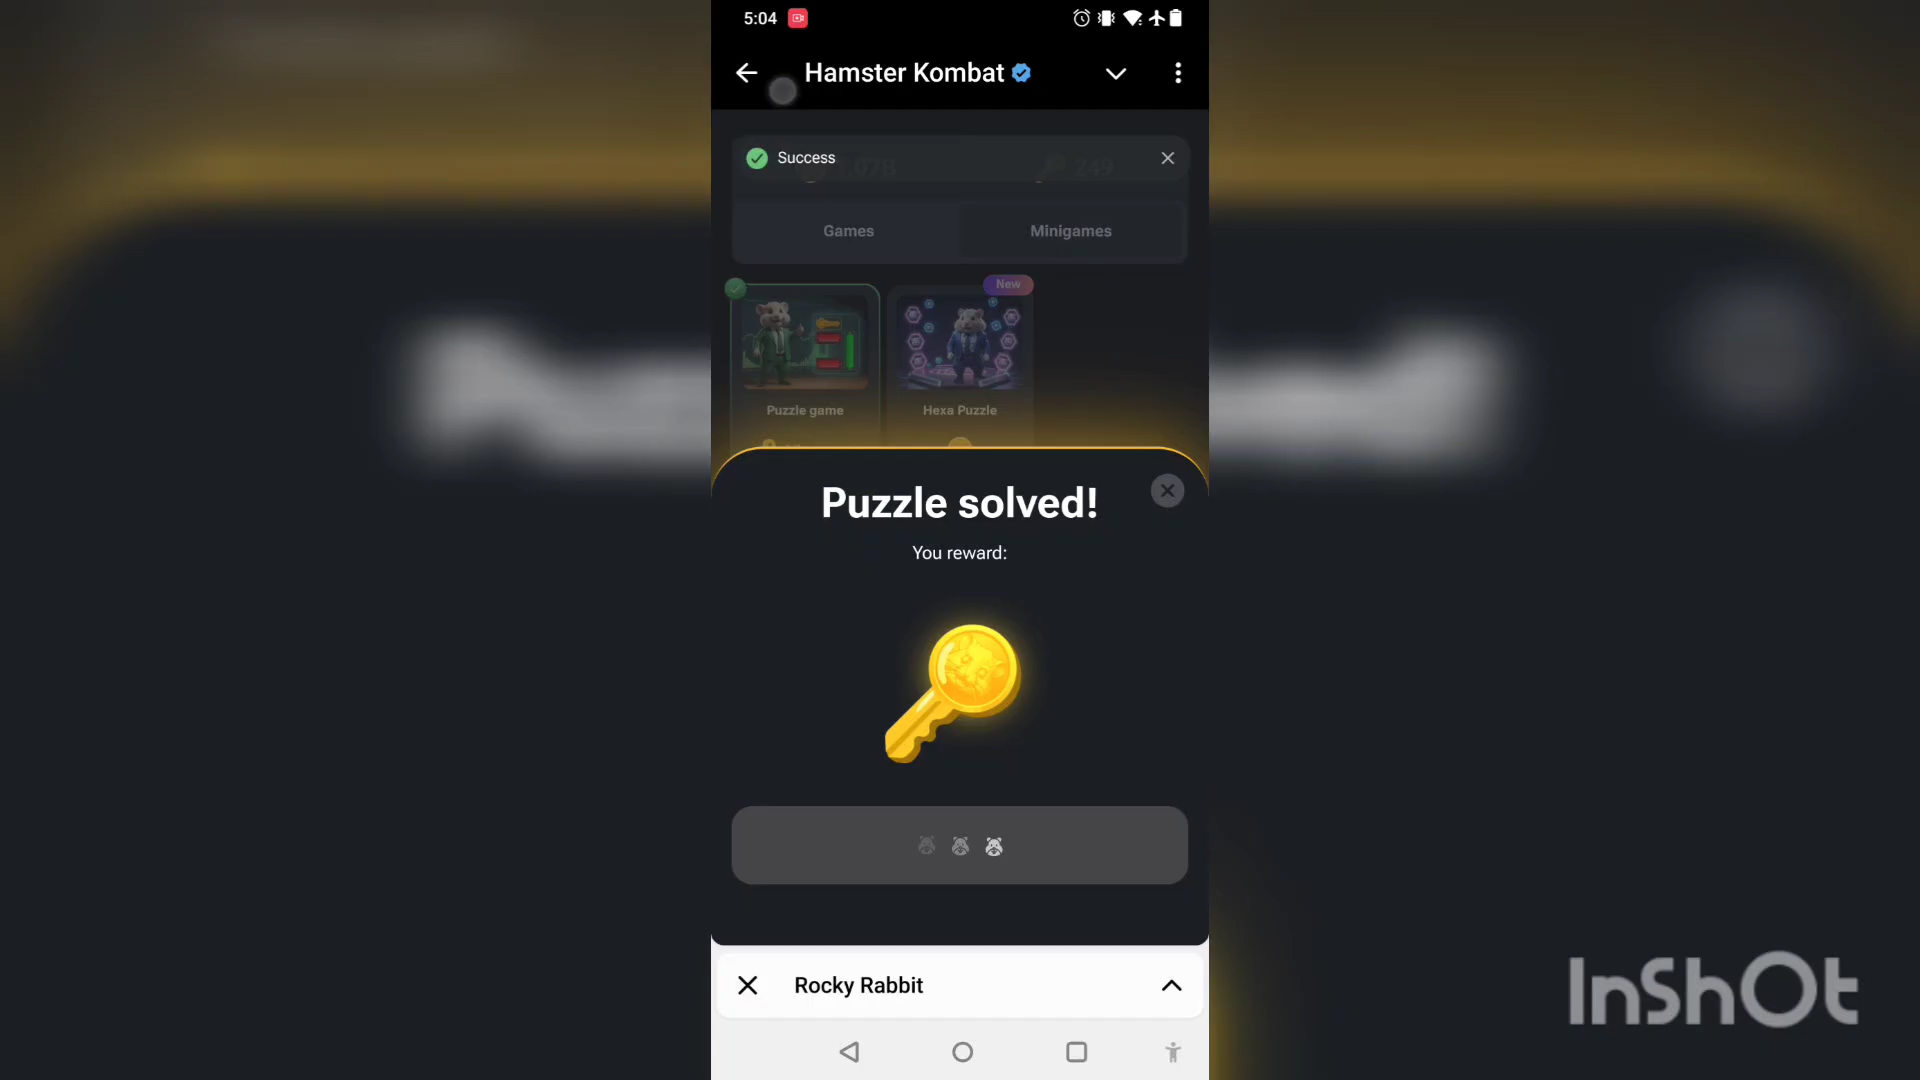 5:04
Hamster Kombat
Success
249
Games
Minigames
New
Puzzle game
Hexa Puzzle
Puzzle solved!
You reward:
Rocky Rabbit
InShOt